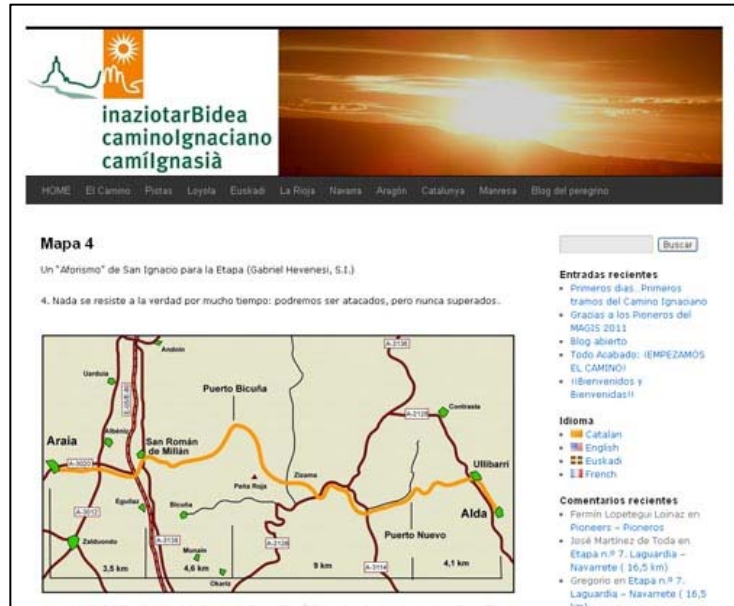 inaziotarBidea
caminoIgnaciano
camíIgnasià
HOME El Camino Pistas Loyola Euskadi La Rioja Navarra Aragón Catalunya Manresa Blog del peregrino
Mapa 4
Un "Aforismo" de San Ignacio para la Etapa (Gabriel Hevenesi, S.I.)
4. Nada se resiste a la verdad por mucho tiempo: podremos ser atacados, pero nunca superados.
Andoin
A-2136
Urarduia
Puerto Bicuña
Contrasta
A-2128
Albéniz
Araia
San Román
de Millán
Ullibarri
A-3020
Peña Roja
Zizama
Eguilaz
Bicuña
Alda
A-3012
Puerto Nuevo
Zalduondo
A-3138
Munain
A-2128
Okariz
A-3114
3,5 km
4,6 km
9 km
4,1 km
Buscar
Entradas recientes
Primeros dias. Primeros
tramos del Camino Ignaciano
Grazias a los Pioneros del
MAGIS 2011
Blog abierto
Todo Acabado: ¡EMPEZAMOS
EL CAMINO!
¡¡Bienvenidos y
Bienvenidas!!
Idioma
Catalan
English
Euskadi
French
Comentarios recientes
Fermín Lopetegui Loinaz en
Pioneers – Pioneros
José Martínez de Toda en
Etapa n.º 7. Laguardia –
Navarrete ( 16,5 km)
Gregorio en Etapa n.º 7.
Laguardia – Navarrete ( 16,5
km)